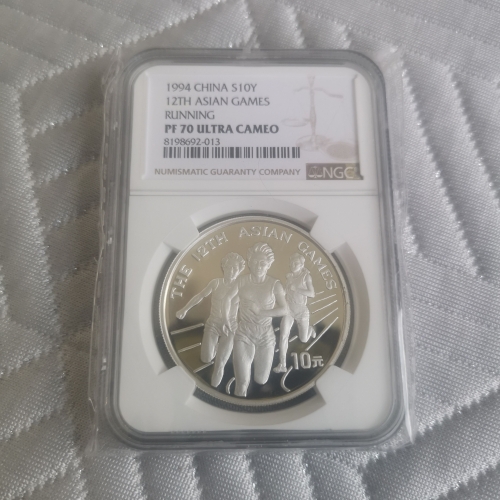 1994 CHINA S10Y
12TH ASIAN GAMES
RUNNING
PF 70 ULTRA CAMEO
8198692-013
NUMISMATIC GUARANTY COMPANY
NGC
THE 12TH ASIAN GAMES
10元